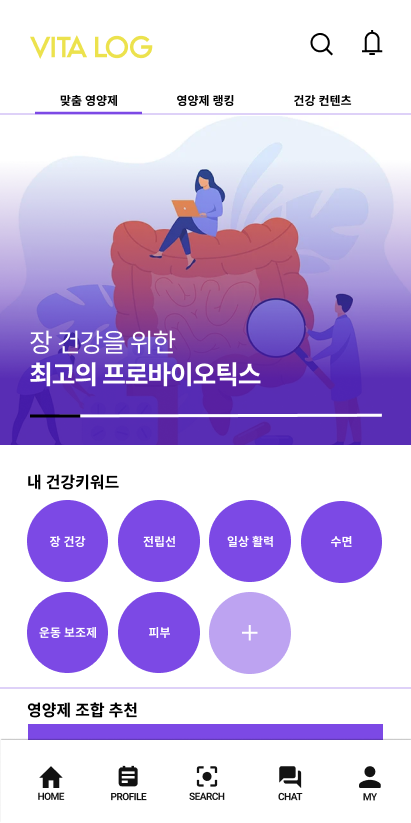 VITA LOG
맞춤 영양제 영양제 랭킹 건강 컨텐츠
장 건강을 위한
최고의 프로바이오틱스
내 건강키워드
장 건강 전립선 일상 활력 수면
운동 보조제 피부 +
영양제 조합 추천
HOME PROFILE SEARCH CHAT MY